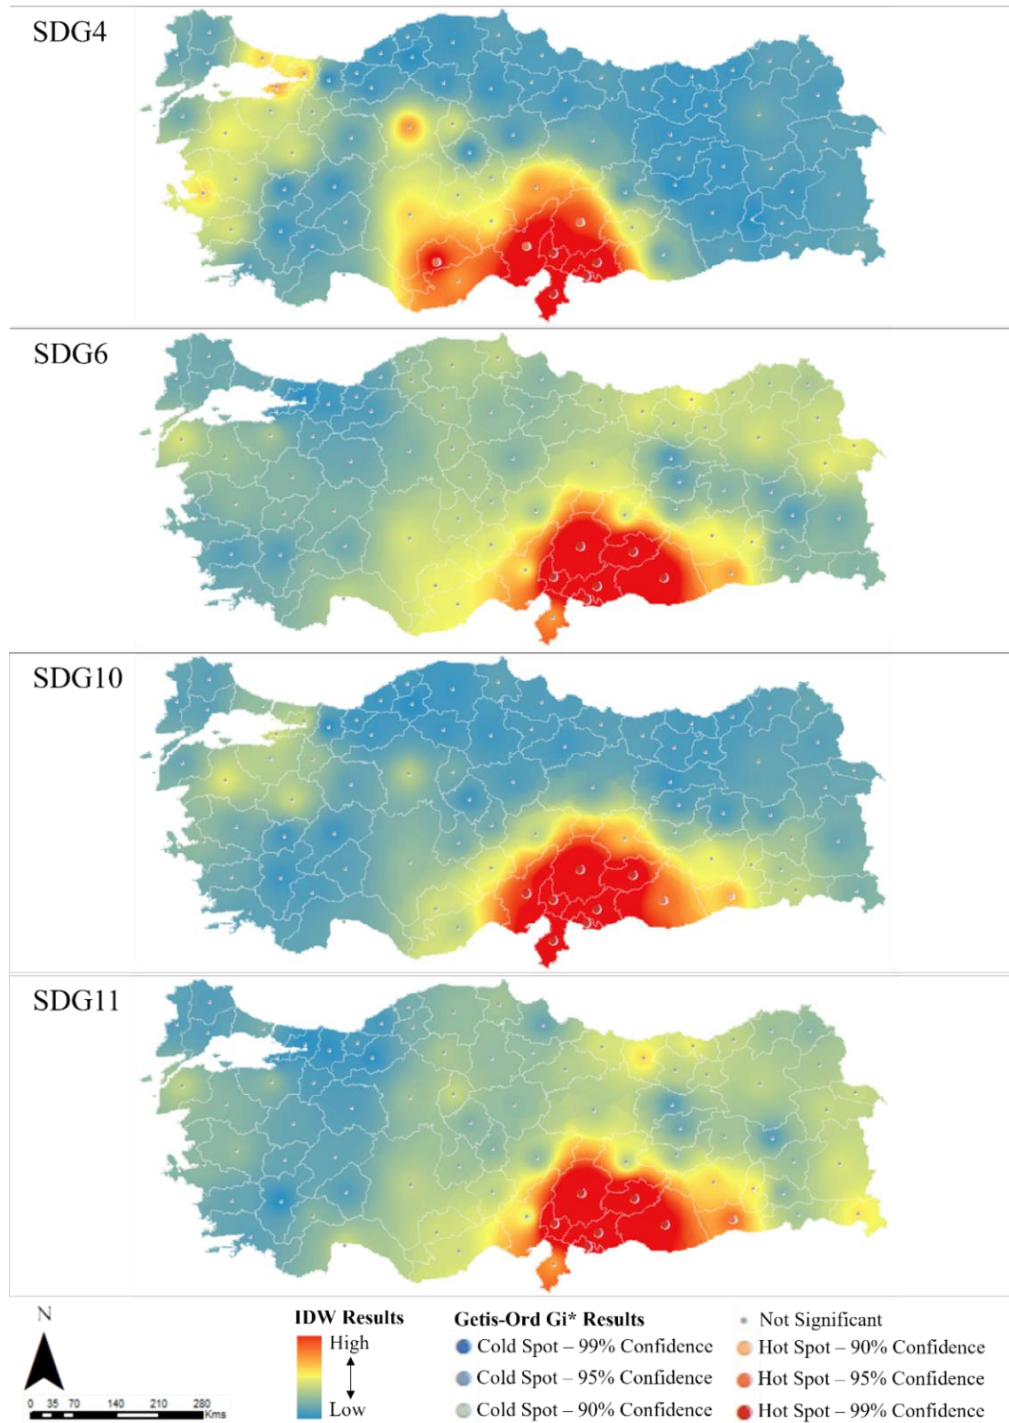 SDG4
SDG6
SDG10
SDG11
N
0 35 70 140 210 280
Kms
IDW Results
High
Low
Getis-Ord Gi* Results
Cold Spot – 99% Confidence
Cold Spot – 95% Confidence
Cold Spot – 90% Confidence
Not Significant
Hot Spot – 90% Confidence
Hot Spot – 95% Confidence
Hot Spot – 99% Confidence